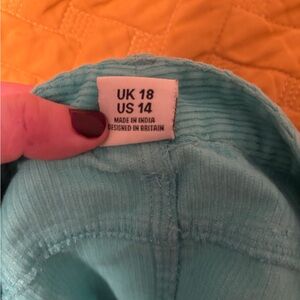 UK 18
US 14
MADE IN INDIA
DESIGNED IN BRITAIN